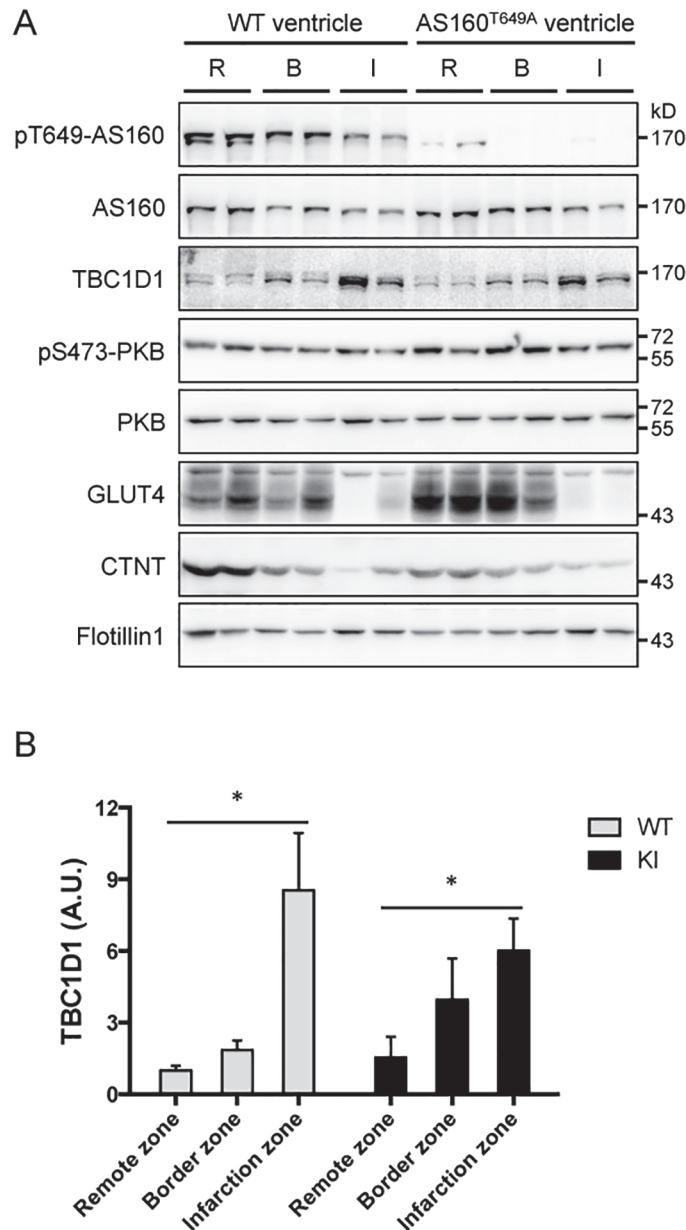 A
WT ventricle AS160T649A ventricle
R B I R B I
kD
pT649-AS160 170
AS160 170
TBC1D1 170
pS473-PKB 72
55
PKB 72
55
GLUT4 43
CTNT 43
Flotillin1 43
B
12
9
6
3
0
TBC1D1 (A.U.)
*
*
WT
KI
Remote zone
Border zone
Infarction zone
Remote zone
Border zone
Infarction zone